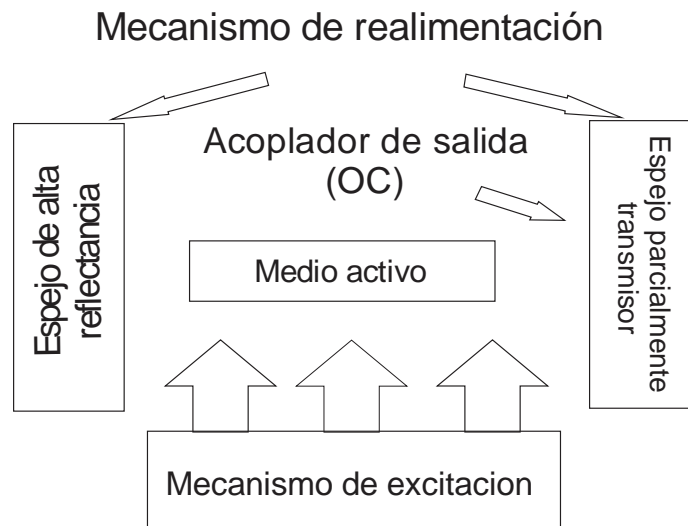 Mecanismo de realimentación
Acoplador de salida
(OC)
Espejo de alta
reflectancia
Medio activo
Espejo parcialmente
transmisor
Mecanismo de excitacion